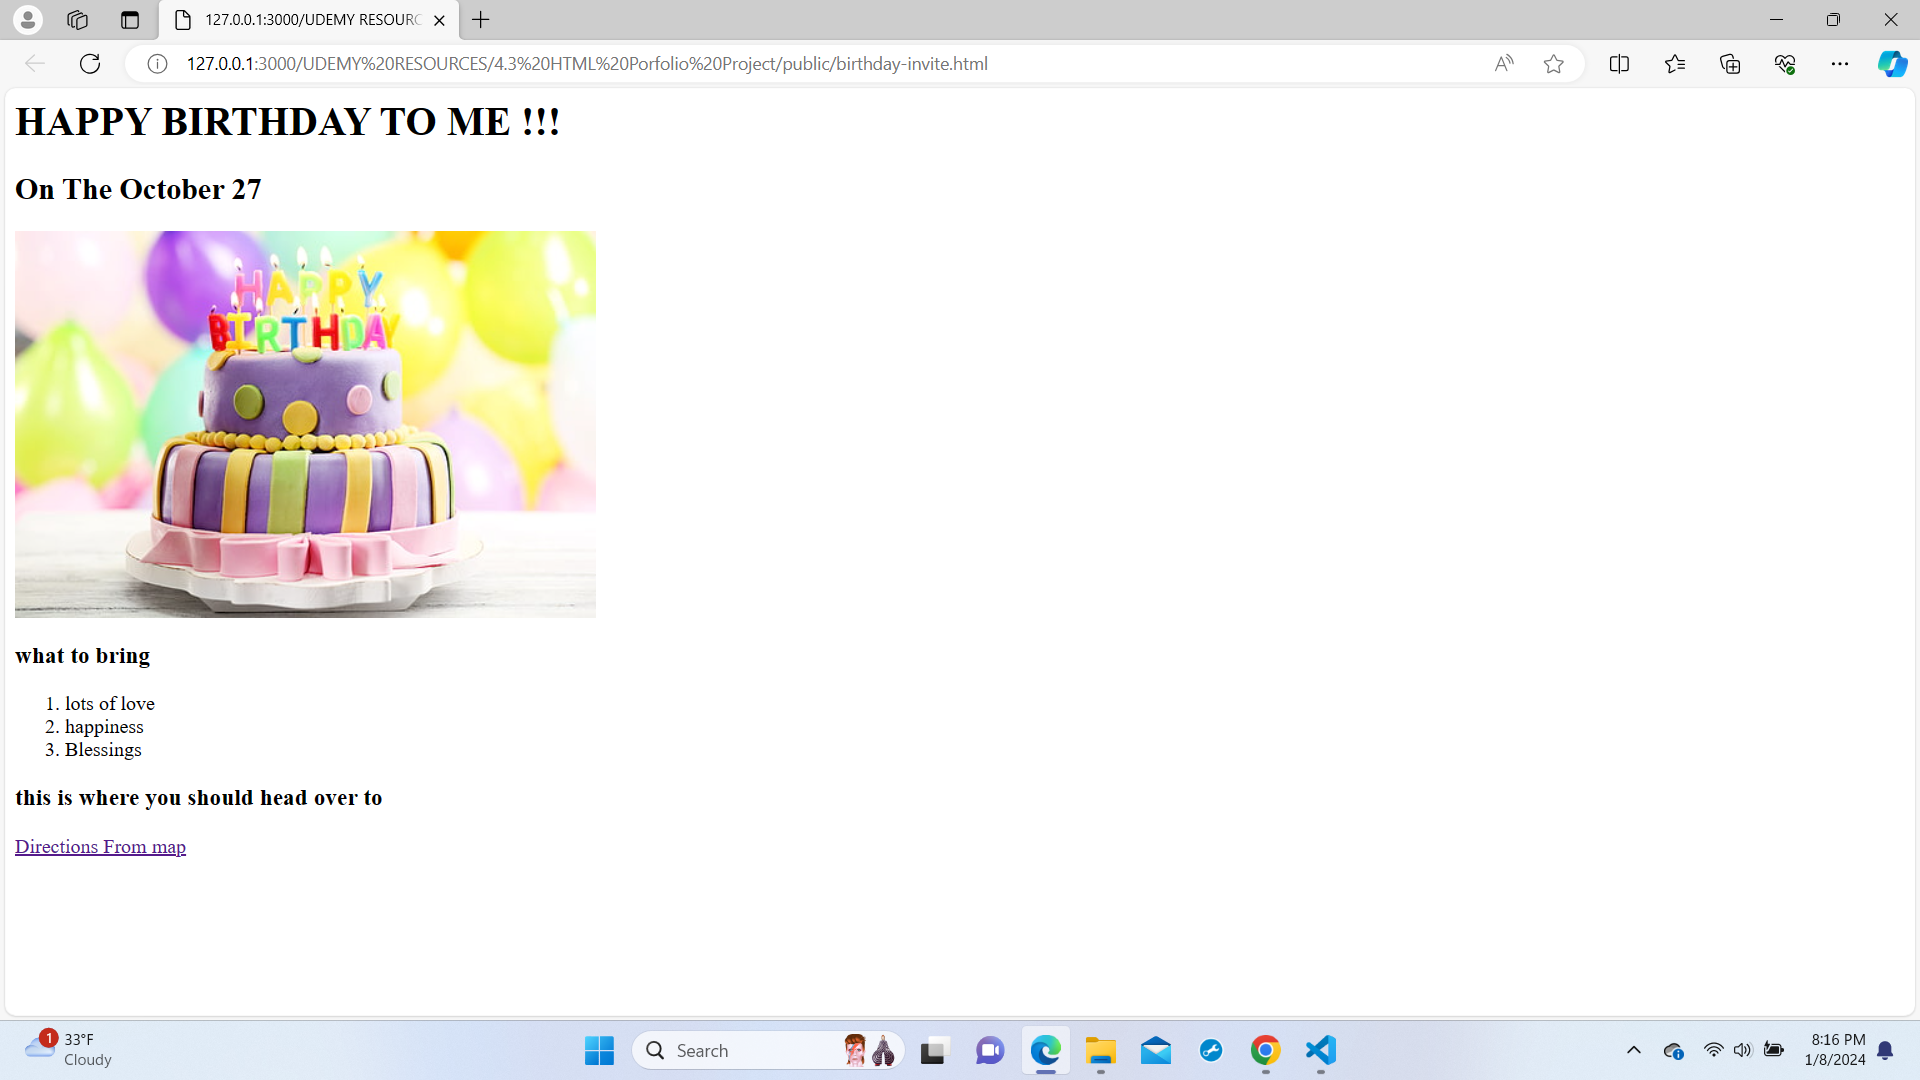 127.0.0.1:3000/UDEMY RESOURC
127.0.0.1:3000/UDEMY%20RESOURCES/4.3%20HTML%20Porfolio%20Project/public/birthday-invite.html
HAPPY BIRTHDAY TO ME !!!
On The October 27
HAPPY
BIRTHDAY
what to bring
1. lots of love
2. happiness
3. Blessings
this is where you should head over to
Directions From map
1
33°F
Cloudy
Search
8:16 PM
1/8/2024